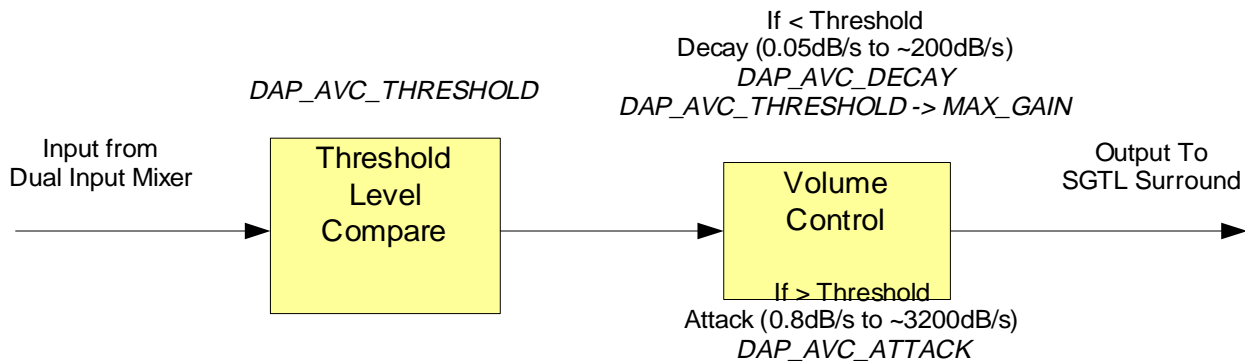 If < Threshold
Decay (0.05dB/s to ~200dB/s)
DAP_AVC_DECAY
DAP_AVC_THRESHOLD -> MAX_GAIN
DAP_AVC_THRESHOLD
Input from
Dual Input Mixer
Threshold
Level
Compare
Volume
Control
Output To
SGTL Surround
If > Threshold
Attack (0.8dB/s to ~3200dB/s)
DAP_AVC_ATTACK